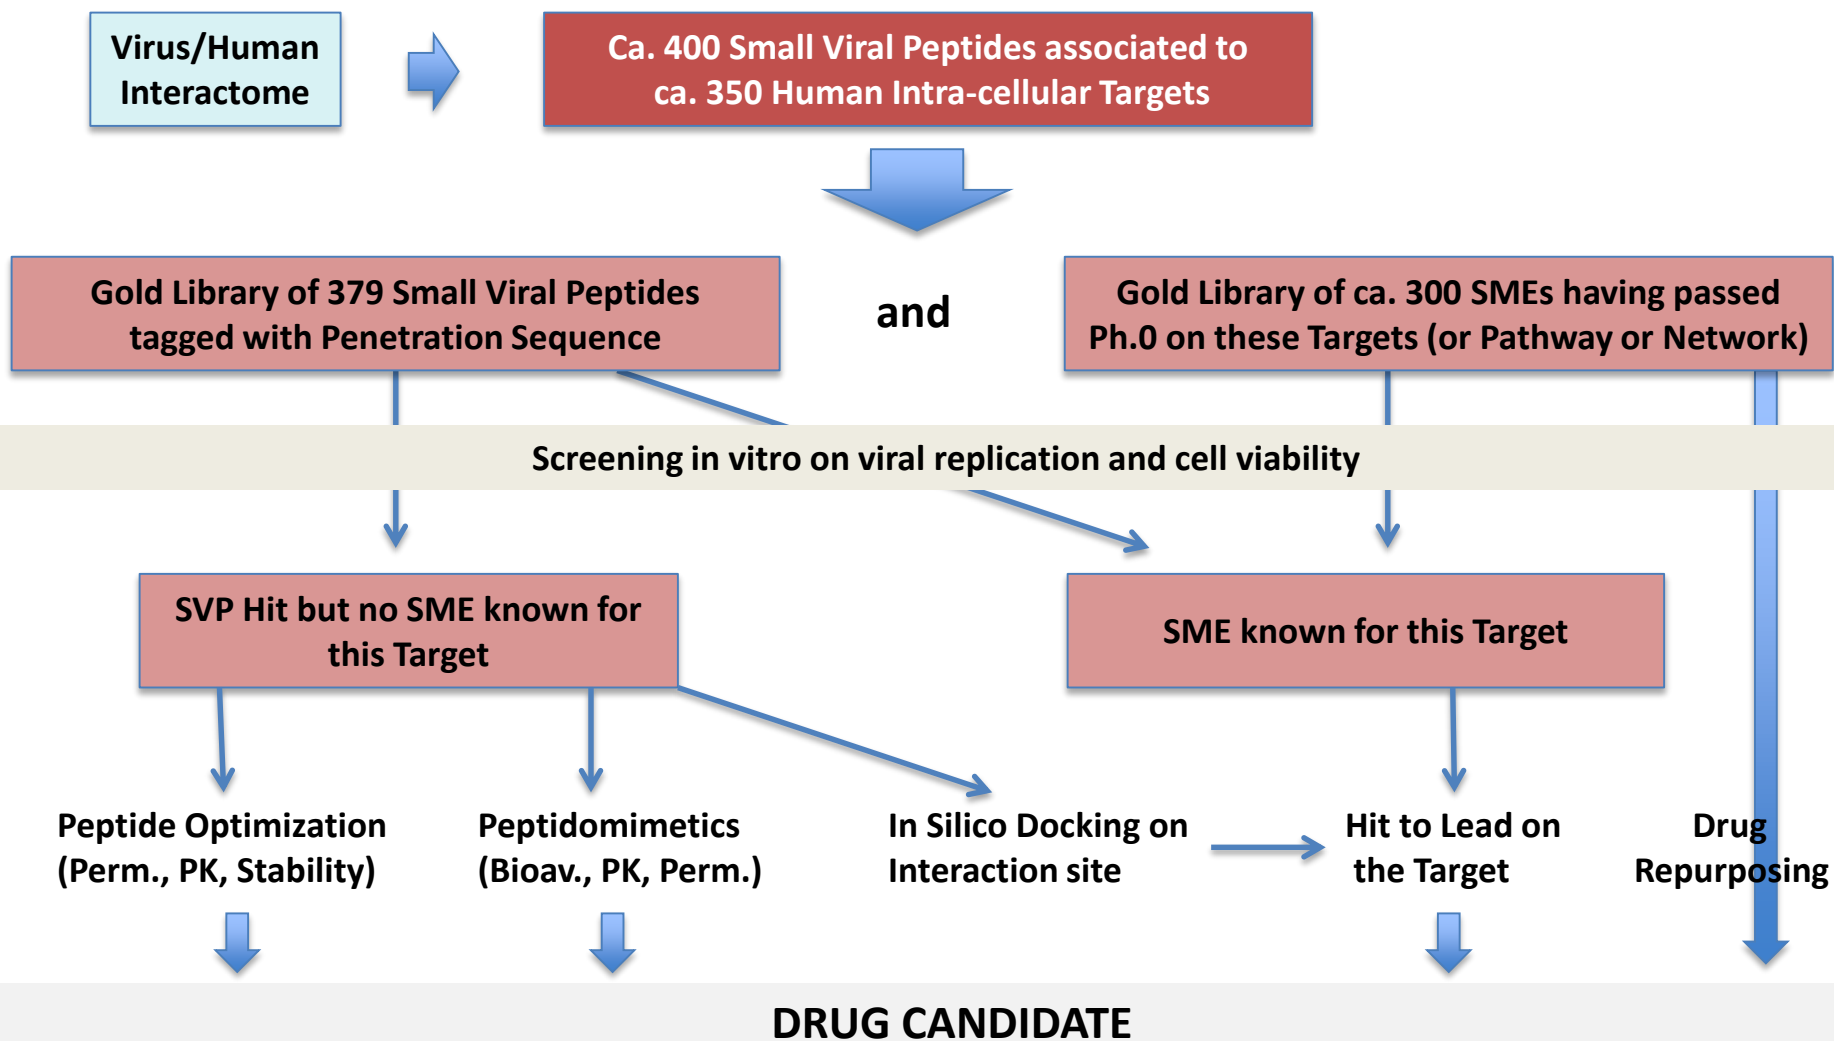 Virus/Human
Interactome
Ca. 400 Small Viral Peptides associated to
ca. 350 Human Intra-cellular Targets
Gold Library of 379 Small Viral Peptides
tagged with Penetration Sequence
and
Gold Library of ca. 300 SMEs having passed
Ph.0 on these Targets (or Pathway or Network)
Screening in vitro on viral replication and cell viability
SVP Hit but no SME known for
this Target
SME known for this Target
Peptide Optimization
(Perm., PK, Stability)
Peptidomimetics
(Bioav., PK, Perm.)
In Silico Docking on
Interaction site
Hit to Lead on
the Target
Drug
Repurposing
DRUG CANDIDATE